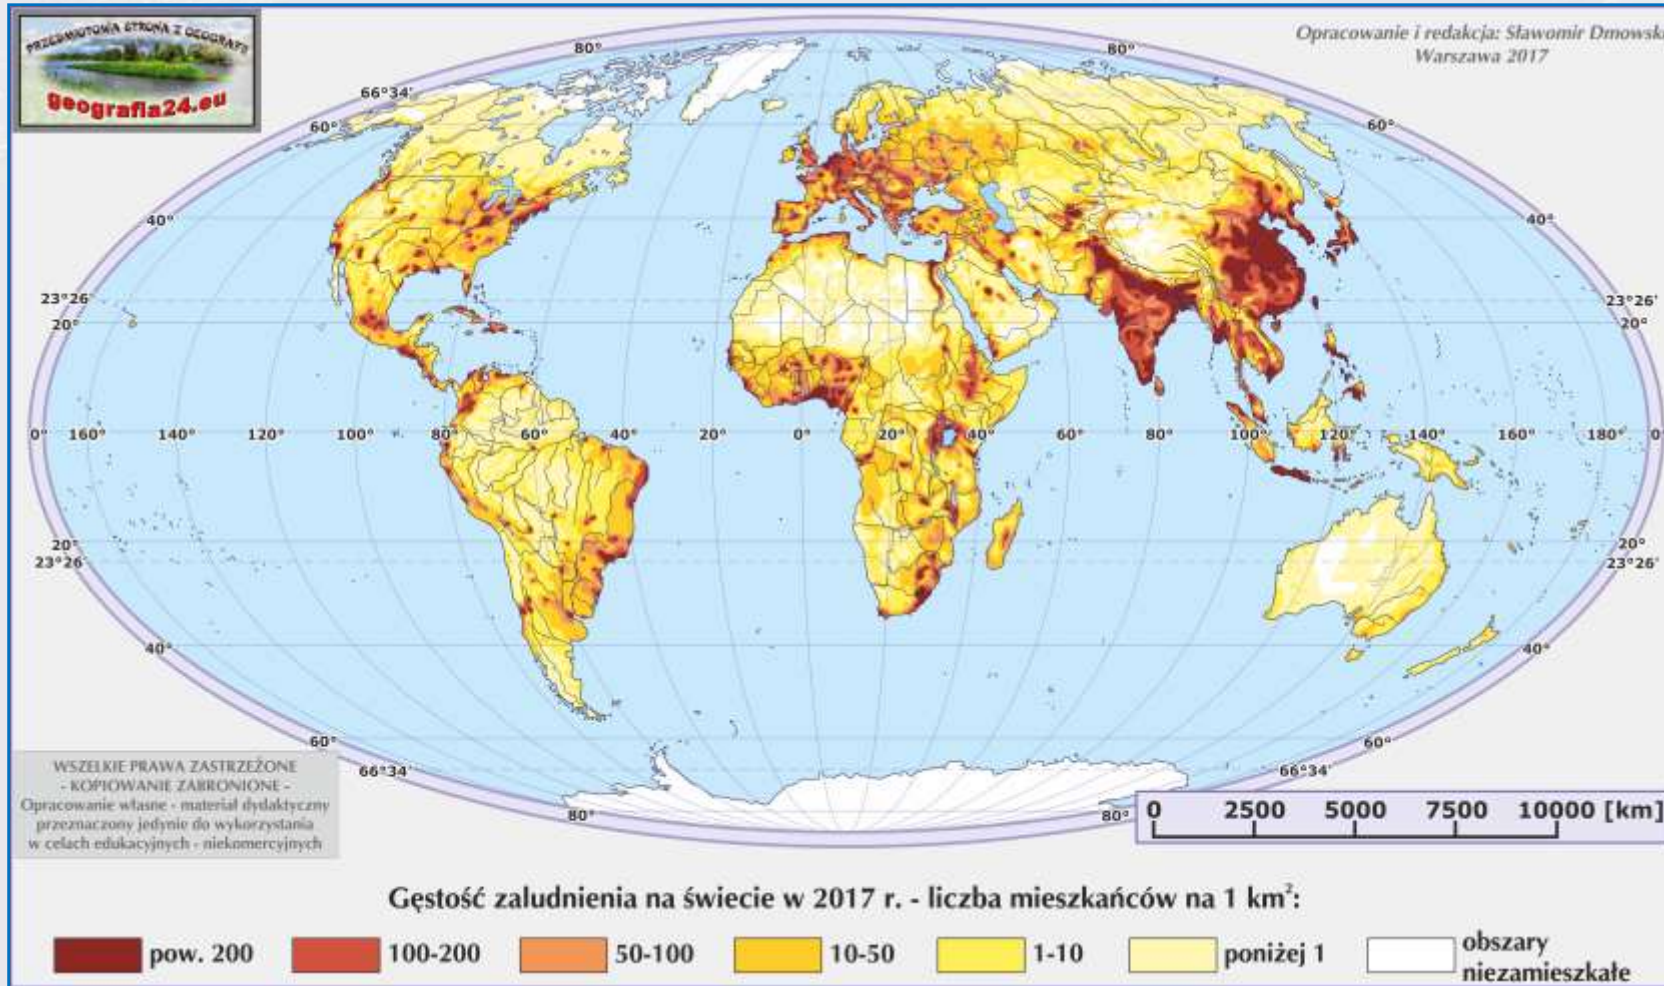 PRZEDMIOTOWA STRONA Z GEOGRAFII
geografia24.eu
Opracowanie i redakcja: Sławomir Dmowski
Warszawa 2017
80° 80°
66°34'
60° 60°
40° 40°
23°26' 23°26'
20° 20°
0° 160° 140° 120° 100° 80° 60° 40° 20° 0° 20° 40° 60° 80° 100° 120° 140° 160° 180° 0°
20° 20°
23°26' 23°26'
40° 40°
60° 60°
66°34' 66°34'
80° 80°
WSZELKIE PRAWA ZASTRZEŻONE
- KOPIOWANIE ZABRONIONE -
Opracowanie własne - materiał dydaktyczny
przeznaczony jedynie do wykorzystania
w celach edukacyjnych - niekomercyjnych
0 2500 5000 7500 10000 [km]
Gęstość zaludnienia na świecie w 2017 r. - liczba mieszkańców na 1 km²:
pow. 200 100-200 50-100 10-50 1-10 poniżej 1 obszary
niezamieszkałe